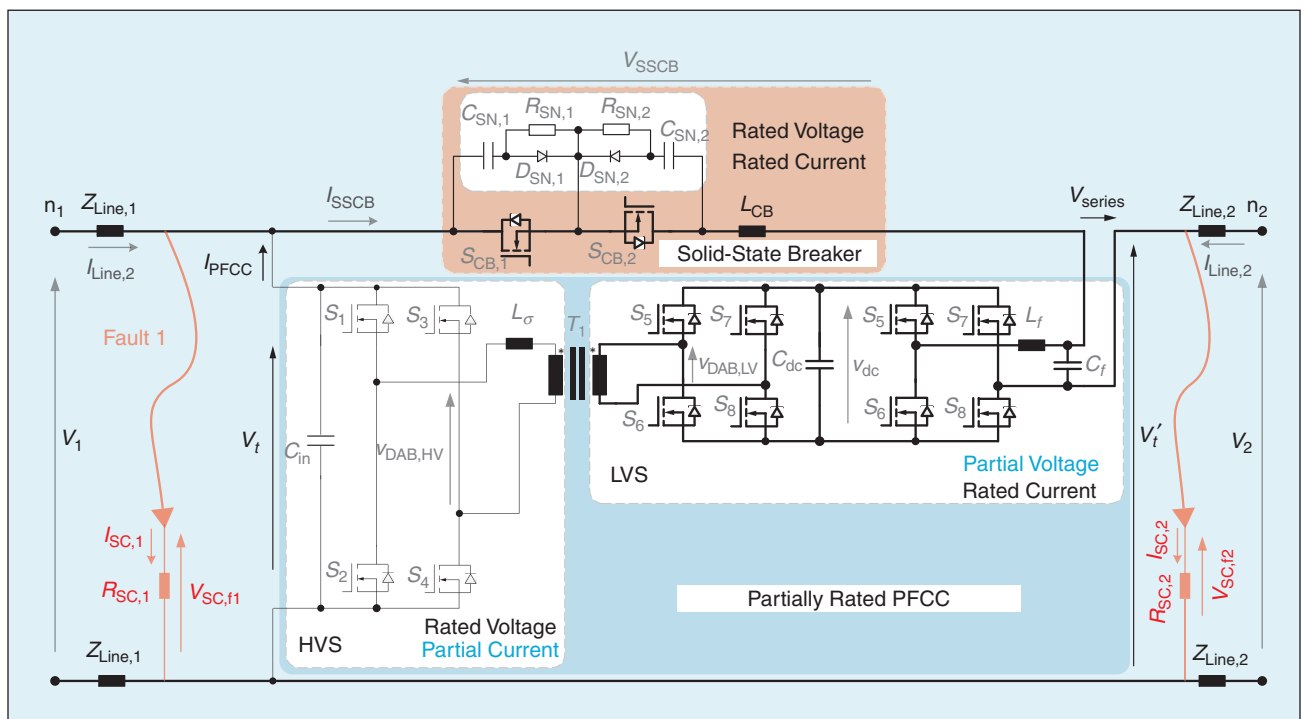 V_SSCB
C_SN,1
R_SN,1
R_SN,2
C_SN,2
D_SN,1
D_SN,2
Rated Voltage
Rated Current
n_1
Z_Line,1
I_SSCB
I_Line,2
I_PFCC
S_CB,1
S_CB,2
L_CB
Solid-State Breaker
V_series
Z_Line,2
n_2
I_Line,2
Fault 1
V_1
V_t
C_in
S_1
S_3
S_2
S_4
v_DAB,HV
L_σ
T_1
*
*
HVS
Rated Voltage
Partial Current
S_5
S_7
S_6
S_8
v_DAB,LV
C_dc
v_dc
S_5
S_7
S_6
S_8
L_f
C_f
LVS
Partial Voltage
Rated Current
V_t′
V_2
I_SC,1
R_SC,1
V_SC,f1
I_SC,2
R_SC,2
V_SC,f2
Partially Rated PFCC
Z_Line,1
Z_Line,2